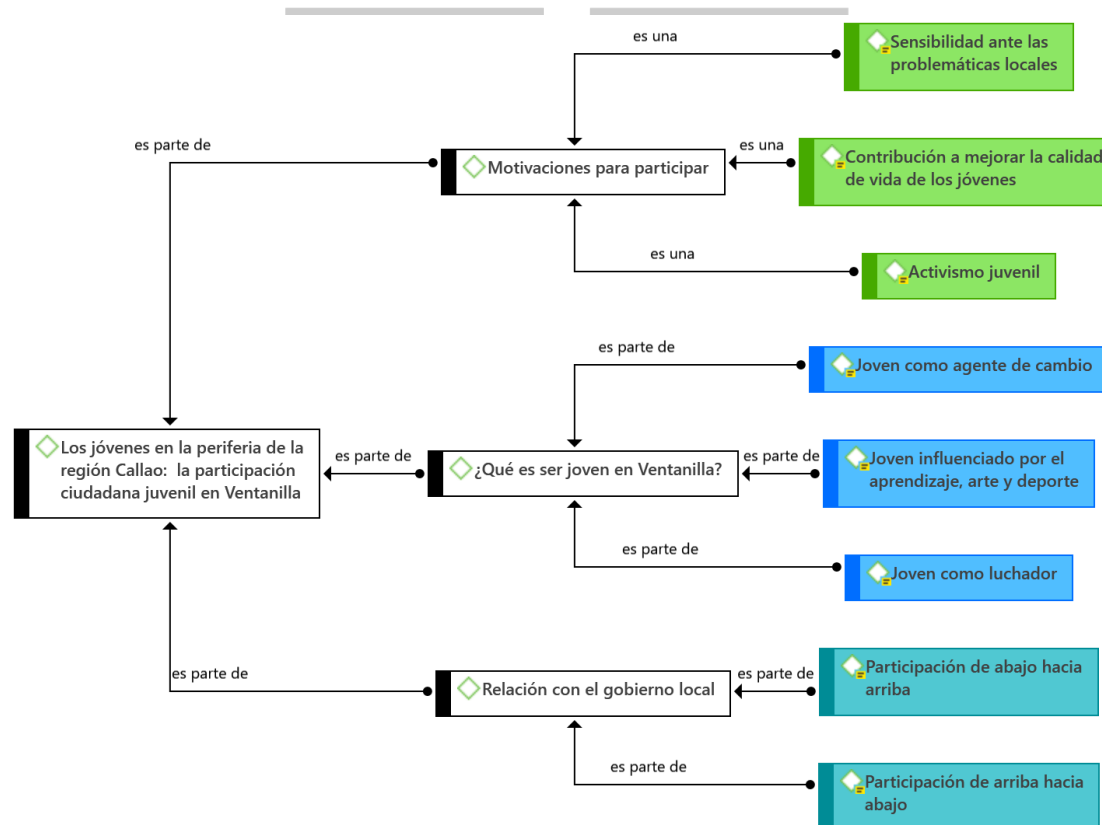 es una
Sensibilidad ante las
problemáticas locales
es parte de
Motivaciones para participar
es una
Contribución a mejorar la calidad
de vida de los jóvenes
es una
Activismo juvenil
es parte de
Joven como agente de cambio
Los jóvenes en la periferia de la
región Callao:  la participación
ciudadana juvenil en Ventanilla
es parte de
¿Qué es ser joven en Ventanilla?
es parte de
Joven influenciado por el
aprendizaje, arte y deporte
es parte de
Joven como luchador
es parte de
Relación con el gobierno local
es parte de
Participación de abajo hacia
arriba
es parte de
Participación de arriba hacia
abajo